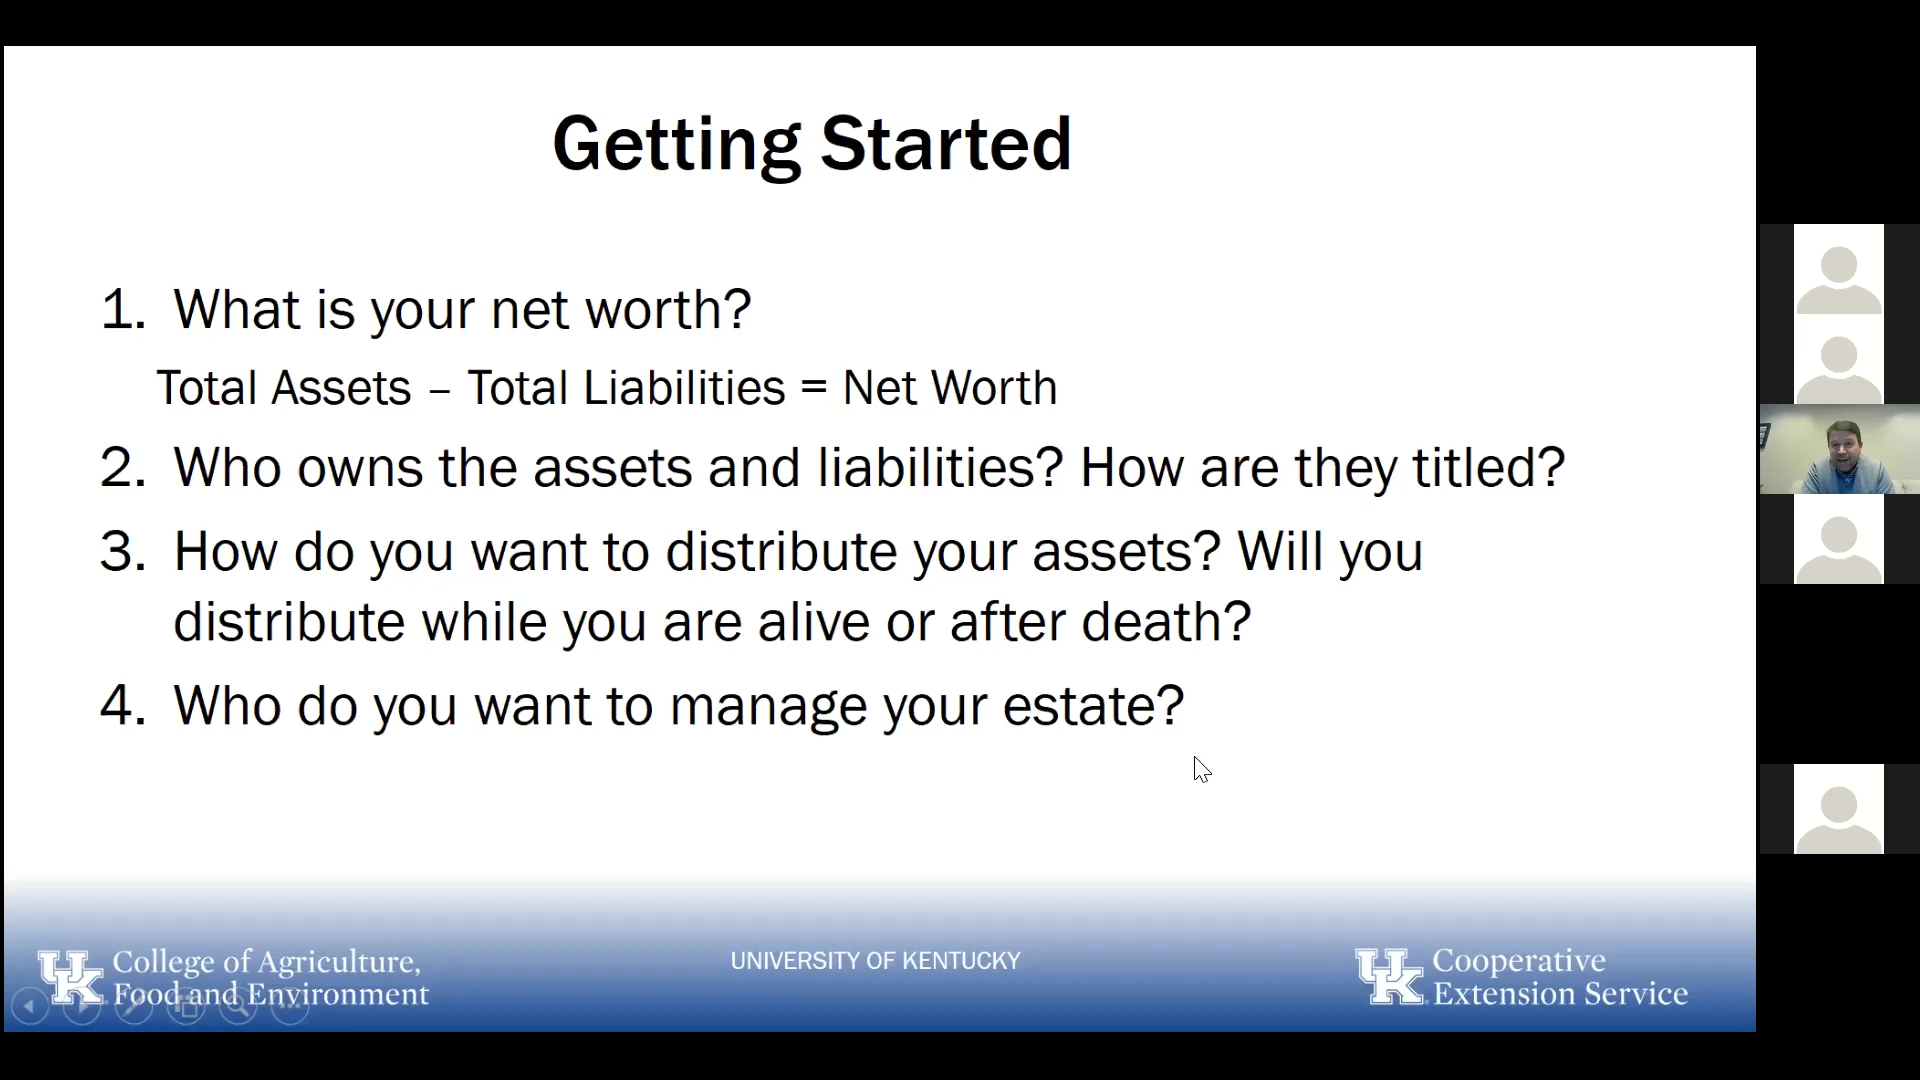 Getting Started
1. What is your net worth?
Total Assets – Total Liabilities = Net Worth
2. Who owns the assets and liabilities? How are they titled?
3. How do you want to distribute your assets? Will you
distribute while you are alive or after death?
4. Who do you want to manage your estate?
UK College of Agriculture,
Food and Environment
UNIVERSITY OF KENTUCKY
UK Cooperative
Extension Service